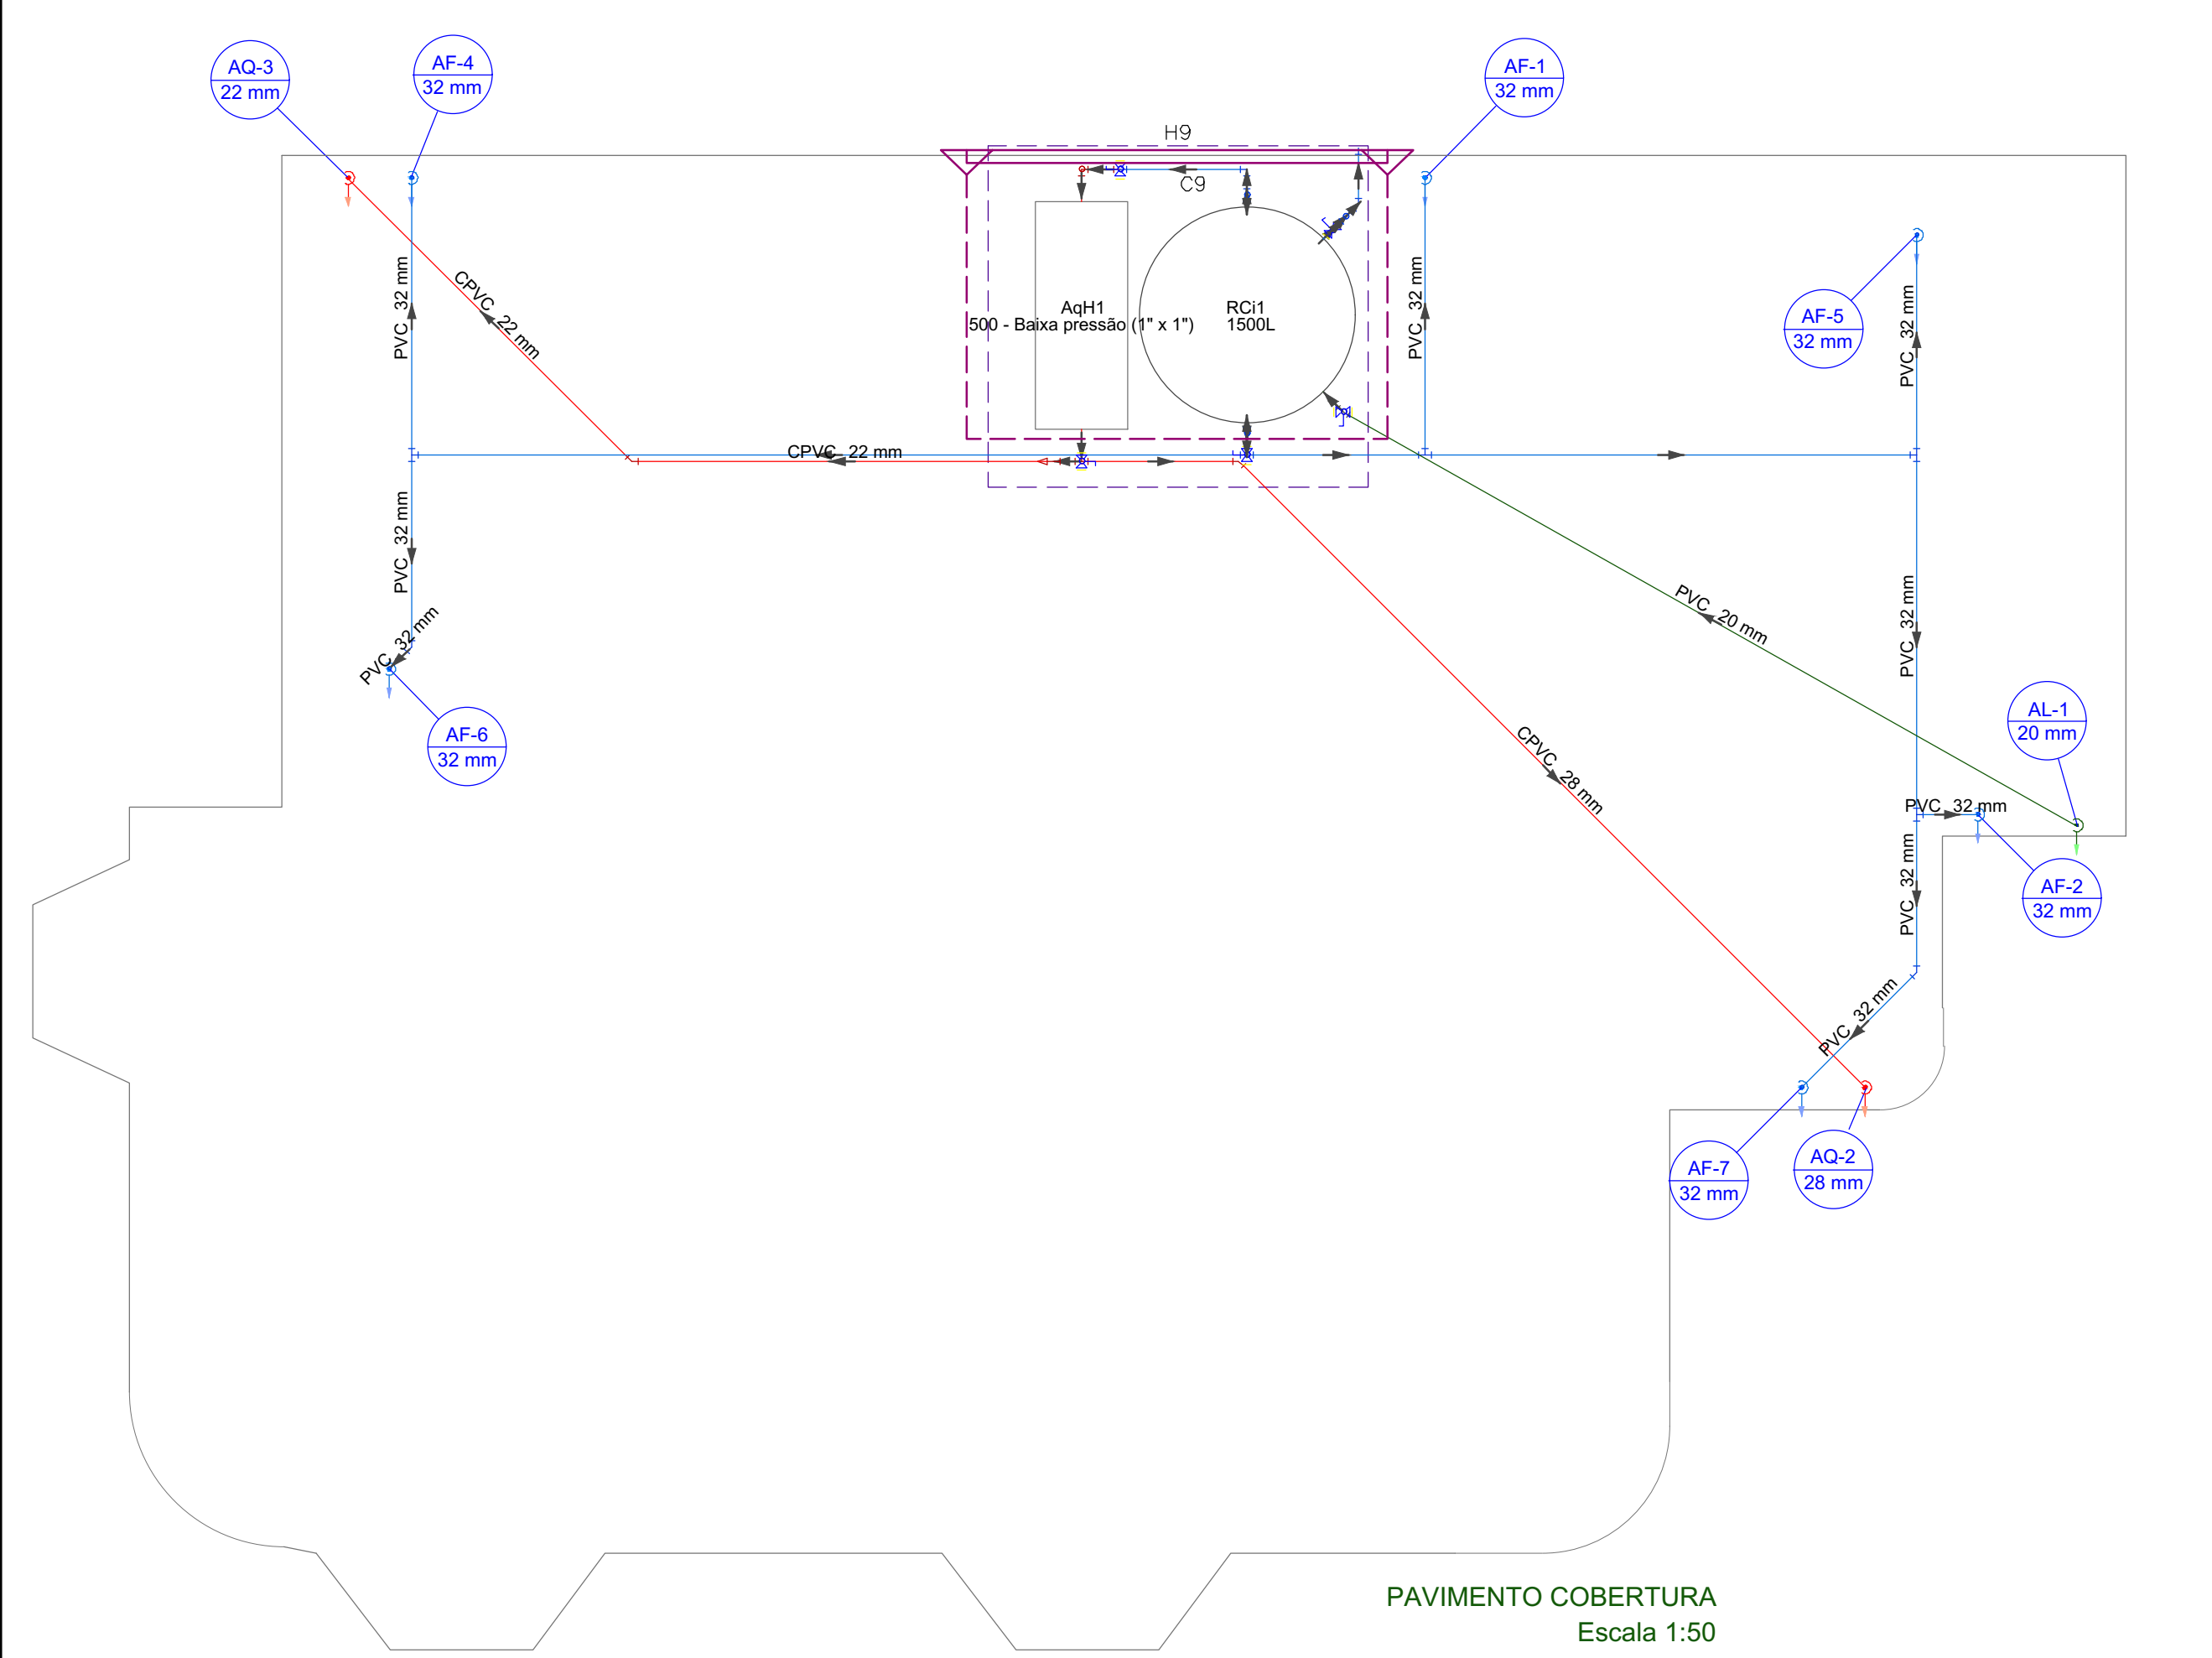 AQ-3
22 mm
AF-4
32 mm
AF-1
32 mm
H9
C9
AqH1
500 - Baixa pressão (1" x 1")
RCi1
1500L
PVC 32 mm
CPVC 22 mm
PVC 32 mm
AF-5
32 mm
PVC 32 mm
CPVC 22 mm
PVC 32 mm
PVC 32 mm
AF-6
32 mm
PVC 20 mm
PVC 32 mm
AL-1
20 mm
CPVC 28 mm
PVC 32 mm
PVC 32 mm
AF-2
32 mm
PVC 32 mm
AF-7
32 mm
AQ-2
28 mm
PAVIMENTO COBERTURA
Escala 1:50